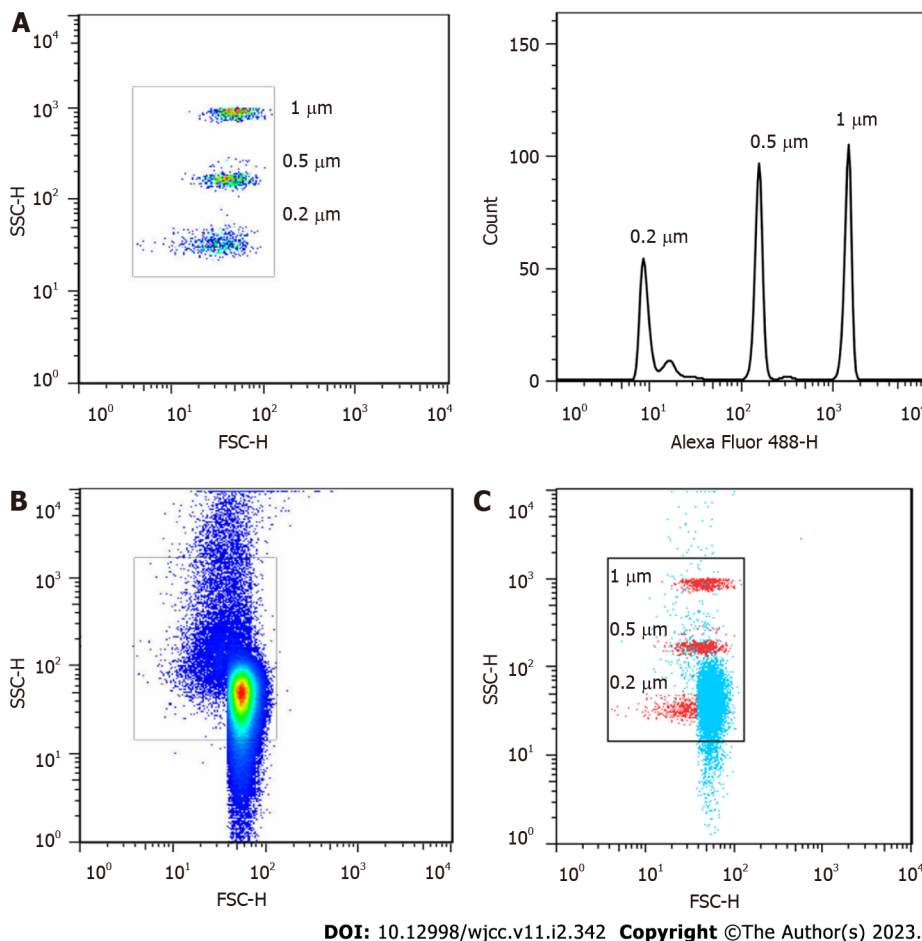 A
10⁴
10³
10²
10¹
10⁰
SSC-H
1 μm
0.5 μm
0.2 μm
10⁰ 10¹ 10² 10³ 10⁴
FSC-H
150
100
50
0
Count
0.2 μm
0.5 μm
1 μm
10⁰ 10¹ 10² 10³
Alexa Fluor 488-H
B
10⁴
10³
10²
10¹
10⁰
SSC-H
10⁰ 10¹ 10² 10³ 10⁴
FSC-H
C
10⁴
10³
10²
10¹
10⁰
SSC-H
1 μm
0.5 μm
0.2 μm
10⁰ 10¹ 10² 10³ 10⁴
FSC-H
DOI: 10.12998/wjcc.v11.i2.342 Copyright ©The Author(s) 2023.